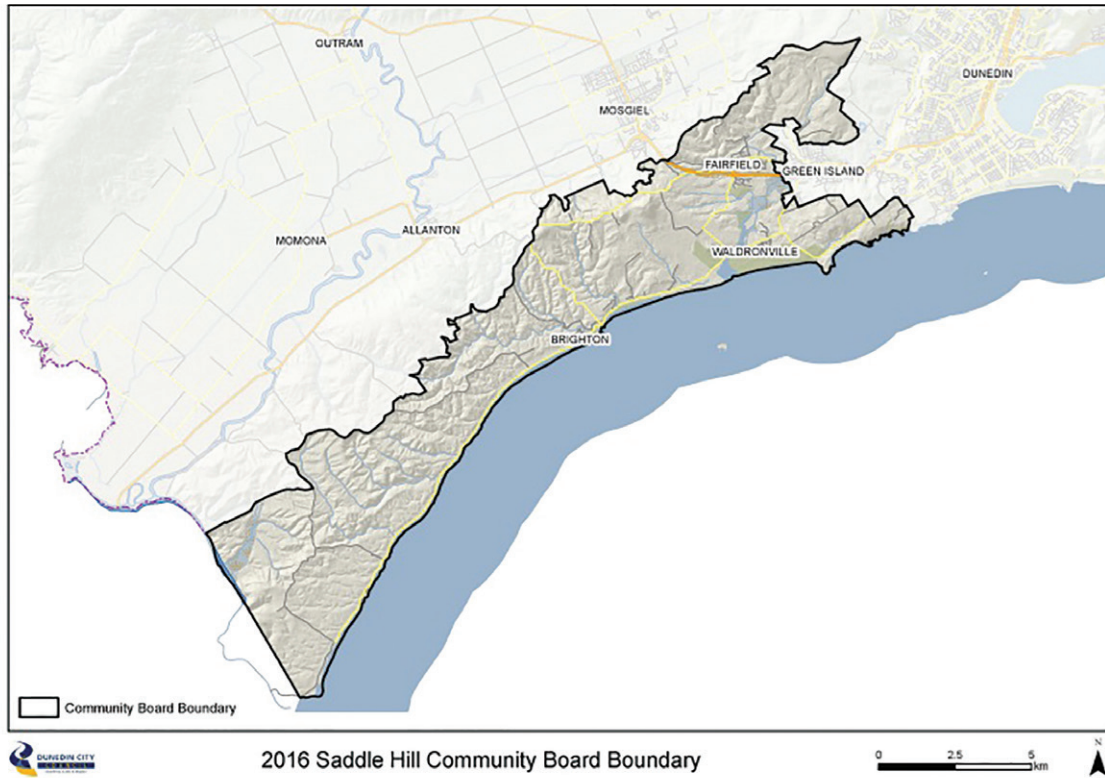 OUTRAM
DUNEDIN
MOSGIEL
FAIRFIELD
GREEN ISLAND
ALLANTON
MOMONA
WALDRONVILLE
BRIGHTON
Community Board Boundary
DUNEDIN CITY
COUNCIL
2016 Saddle Hill Community Board Boundary
0 2.5 5
km
N